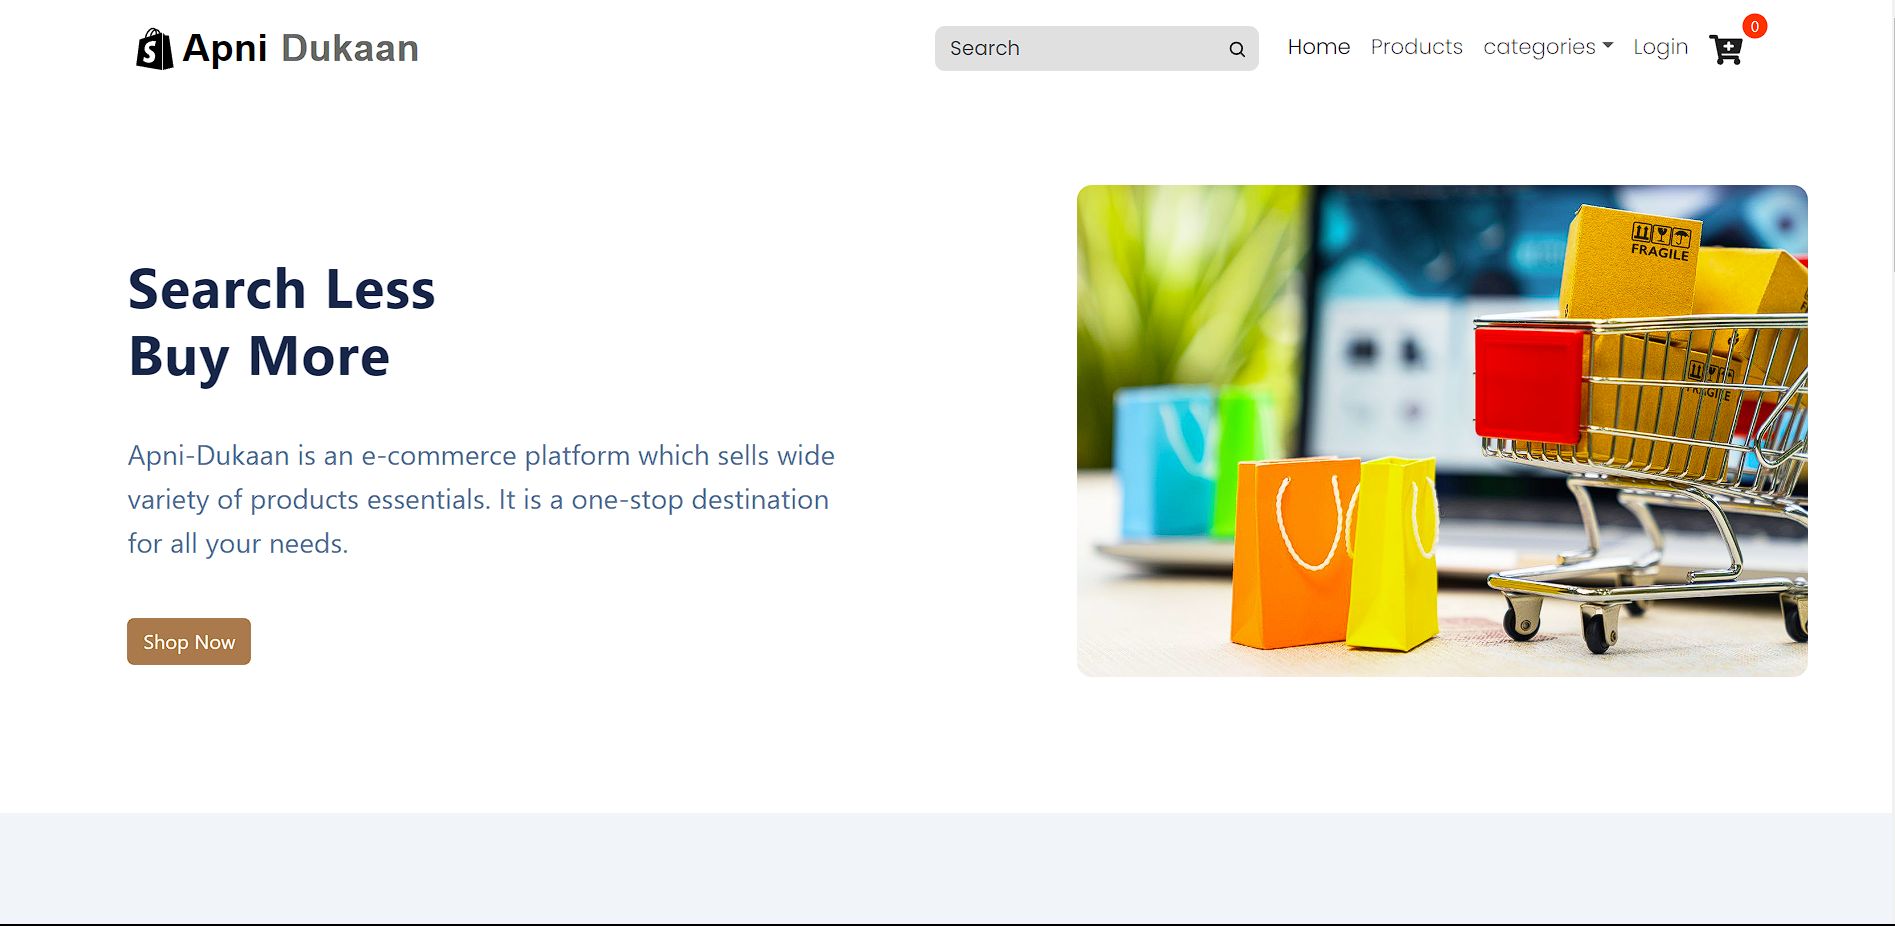 Apni Dukaan
Search
Home Products categories Login 0
Search Less
Buy More
Apni-Dukaan is an e-commerce platform which sells wide
variety of products essentials. It is a one-stop destination
for all your needs.
Shop Now
FRAGILE
FRAGILE